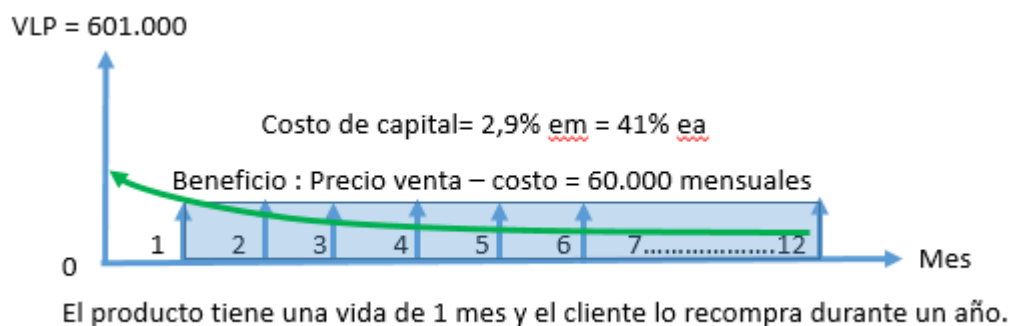 VLP = 601.000
Costo de capital= 2,9% em = 41% ea
Beneficio : Precio venta – costo = 60.000 mensuales
1 2 3 4 5 6 7....................12
0
Mes
El producto tiene una vida de 1 mes y el cliente lo recompra durante un año.